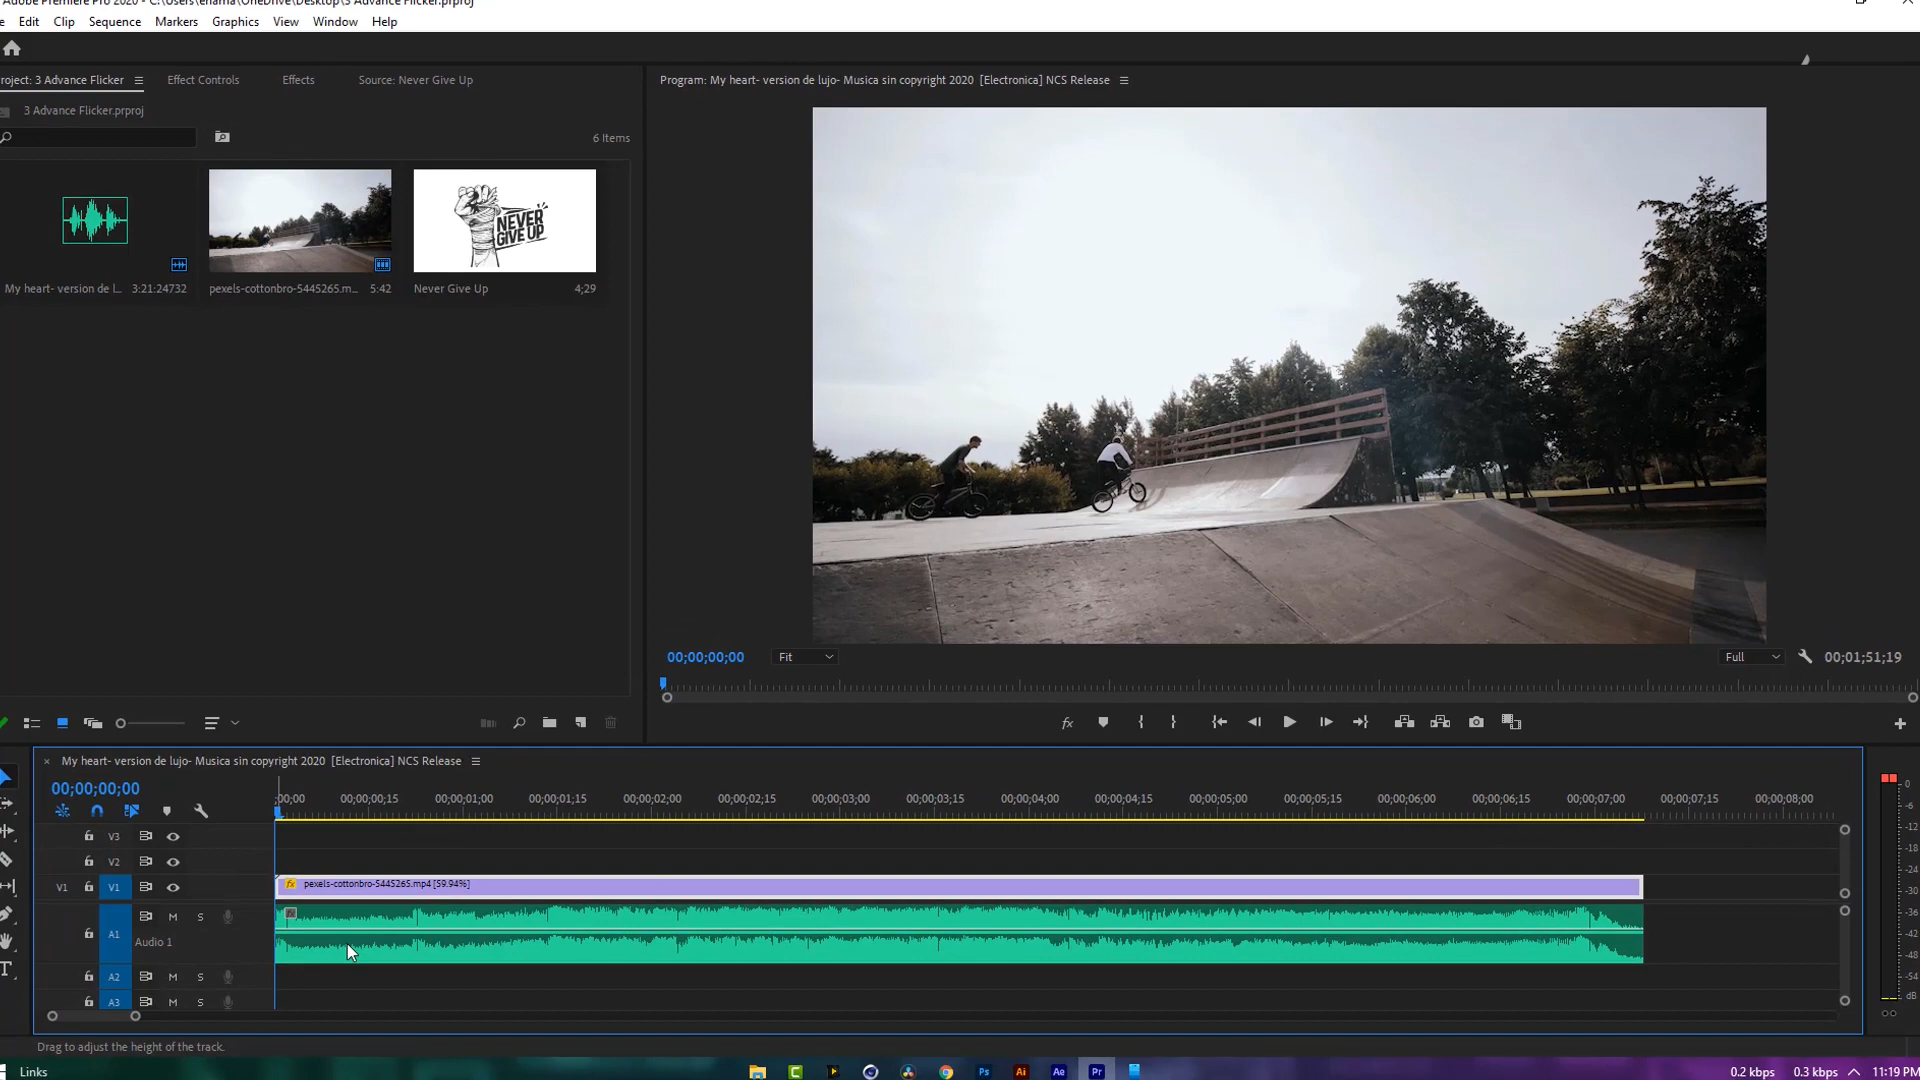 Adobe Premiere Pro 2020 - C:\Users\enama\OneDrive\Desktop\3 Advance Flicker.prproj
Edit Clip Sequence Markers Graphics View Window Help
roject: 3 Advance Flicker
Effect Controls
Effects
Source: Never Give Up
Program: My heart- version de lujo- Musica sin copyright 2020 [Electronica] NCS Release
3 Advance Flicker.prproj
6 Items
NEVER
GIVE UP
My heart- version de l... 3:21:24732
pexels-cottonbro-5445265.m... 5:42
Never Give Up 4;29
00;00;00;00
Fit
Full
00;01;51;19
fx
My heart- version de lujo- Musica sin copyright 2020 [Electronica] NCS Release
00;00;00;00
;00;00 00;00;00;15 00;00;01;00 00;00;01;15 00;00;02;00 00;00;02;15 00;00;03;00 00;00;03;15 00;00;04;00 00;00;04;15 00;00;05;00 00;00;05;15 00;00;06;00 00;00;06;15 00;00;07;00 00;00;07;15 00;00;08;00
V3
V2
V1 V1
fx pexels-cottonbro-5445265.mp4 [59.94%]
A1 M S
Audio 1
fx
A2 M S
A3 M S
0
-6
-12
-18
-24
-30
-36
-42
-48
-54
dB
Drag to adjust the height of the track.
Links
Ps Ai Ae Pr
0.2 kbps 0.3 kbps 11:19 PM